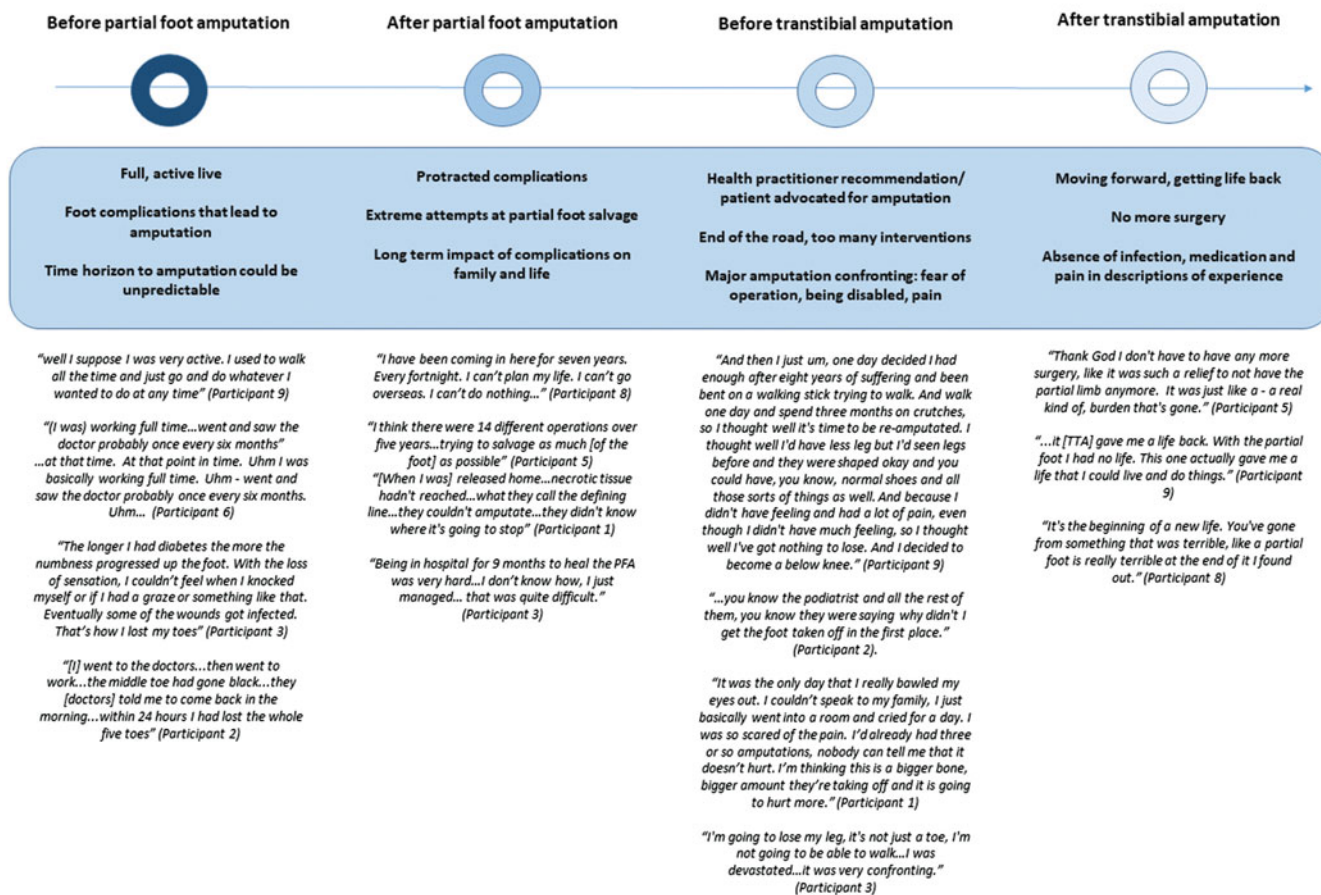 Before partial foot amputation
After partial foot amputation
Before transtibial amputation
After transtibial amputation
Full, active live
Foot complications that lead to
amputation
Time horizon to amputation could be
unpredictable
Protracted complications
Extreme attempts at partial foot salvage
Long term impact of complications on
family and life
Health practitioner recommendation/
patient advocated for amputation
End of the road, too many interventions
Major amputation confronting: fear of
operation, being disabled, pain
Moving forward, getting life back
No more surgery
Absence of infection, medication and
pain in descriptions of experience
“well I suppose I was very active. I used to walk
all the time and just go and do whatever I
wanted to do at any time” (Participant 9)
“(I was) working full time...went and saw the
doctor probably once every six months”
...at that time. At that point in time. Uhm I was
basically working full time. Uhm - went and
saw the doctor probably once every six months.
Uhm... (Participant 6)
“The longer I had diabetes the more the
numbness progressed up the foot. With the
loss of sensation, I couldn’t feel when I knocked
myself or if I had a graze or something like that.
Eventually some of the wounds got infected.
That’s how I lost my toes” (Participant 3)
“[I] went to the doctors...then went to
work...the middle toe had gone black...they
[doctors] told me to come back in the
morning...within 24 hours I had lost the whole
five toes” (Participant 2)
“I have been coming in here for seven years.
Every fortnight. I can’t plan my life. I can’t go
overseas. I can’t do nothing...” (Participant 8)
“I think there were 14 different operations over
five years...trying to salvage as much [of the
foot] as possible” (Participant 5)
“[When I was] released home...necrotic tissue
hadn't reached...what they call the defining
line...they couldn't amputate...they didn't know
where it's going to stop” (Participant 1)
“Being in hospital for 9 months to heal the PFA
was very hard...I don’t know how, I just
managed... that was quite difficult.”
(Participant 3)
“And then I just um, one day decided I had
enough after eight years of suffering and been
bent on a walking stick trying to walk. And walk
one day and spend three months on crutches,
so I thought well it's time to be re-amputated. I
thought well I'd have less leg but I'd seen legs
before and they were shaped okay and you
could have, you know, normal shoes and all
those sorts of things as well. And because I
didn't have feeling and had a lot of pain, even
though I didn't have much feeling, so I thought
well I've got nothing to lose. And I decided to
become a below knee.” (Participant 9)
“...you know the podiatrist and all the rest of
them, you know they were saying why didn't I
get the foot taken off in the first place.”
(Participant 2).
“It was the only day that I really bawled my
eyes out. I couldn’t speak to my family, I just
basically went into a room and cried for a day. I
was so scared of the pain. I’d already had three
or so amputations, nobody can tell me that it
doesn’t hurt. I’m thinking this is a bigger bone,
bigger amount they’re taking off and it is going
to hurt more.” (Participant 1)
“I'm going to lose my leg, it's not just a toe, I'm
not going to be able to walk...I was
devastated...it was very confronting.”
(Participant 3)
“Thank God I don't have to have any more
surgery, like it was such a relief to not have the
partial limb anymore. It was just like a - a real
kind of, burden that's gone.” (Participant 5)
“...it [TTA] gave me a life back. With the partial
foot I had no life. This one actually gave me a
life that I could live and do things.” (Participant
9)
“It's the beginning of a new life. You've gone
from something that was terrible, like a partial
foot is really terrible at the end of it I found
out.” (Participant 8)